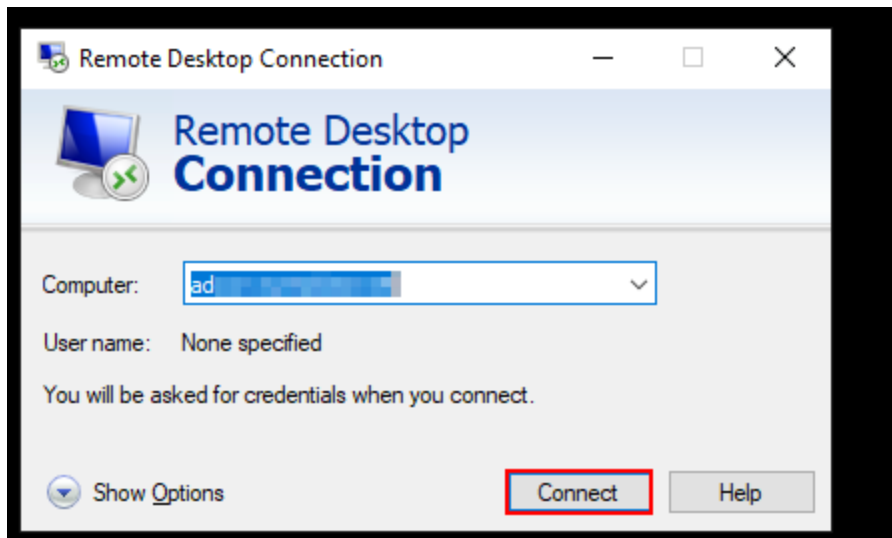 Remote Desktop Connection
Remote Desktop
Connection
Computer:
User name: None specified
You will be asked for credentials when you connect.
Show Options
Connect Help